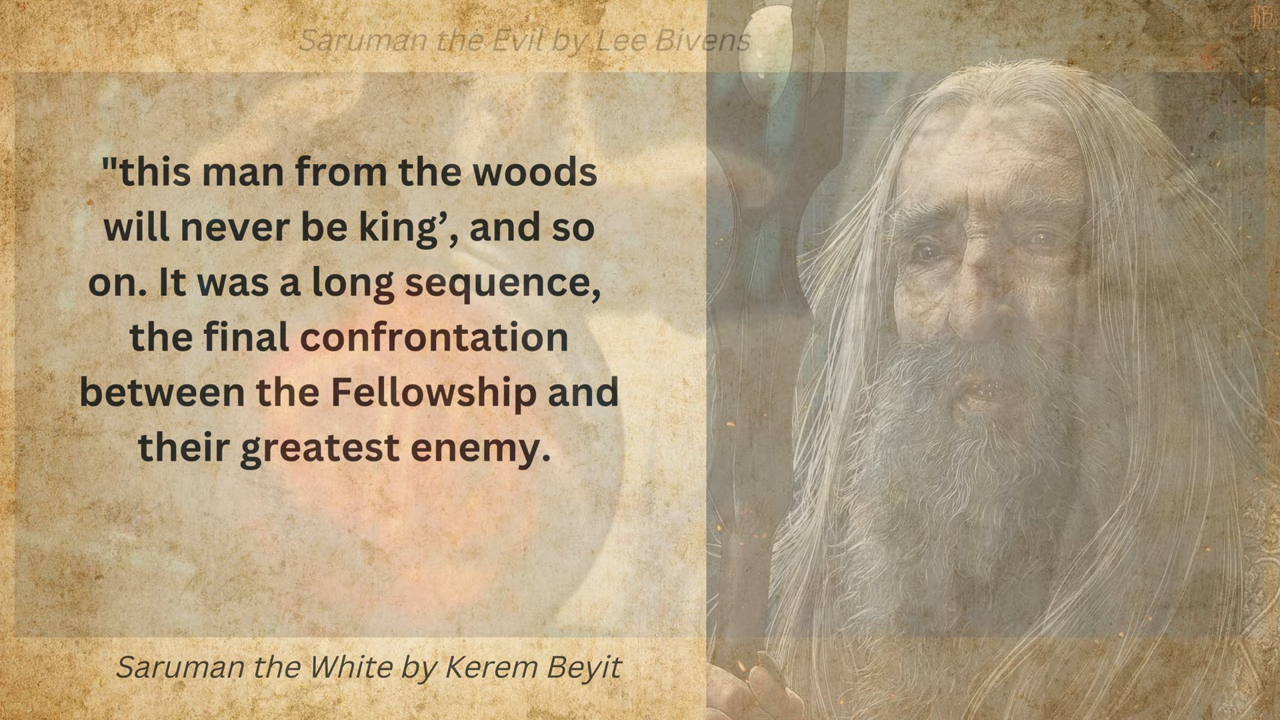 Saruman the Evil by Lee Bivens
"this man from the woods
will never be king’, and so
on. It was a long sequence,
the final confrontation
between the Fellowship and
their greatest enemy.
Saruman the White by Kerem Beyit